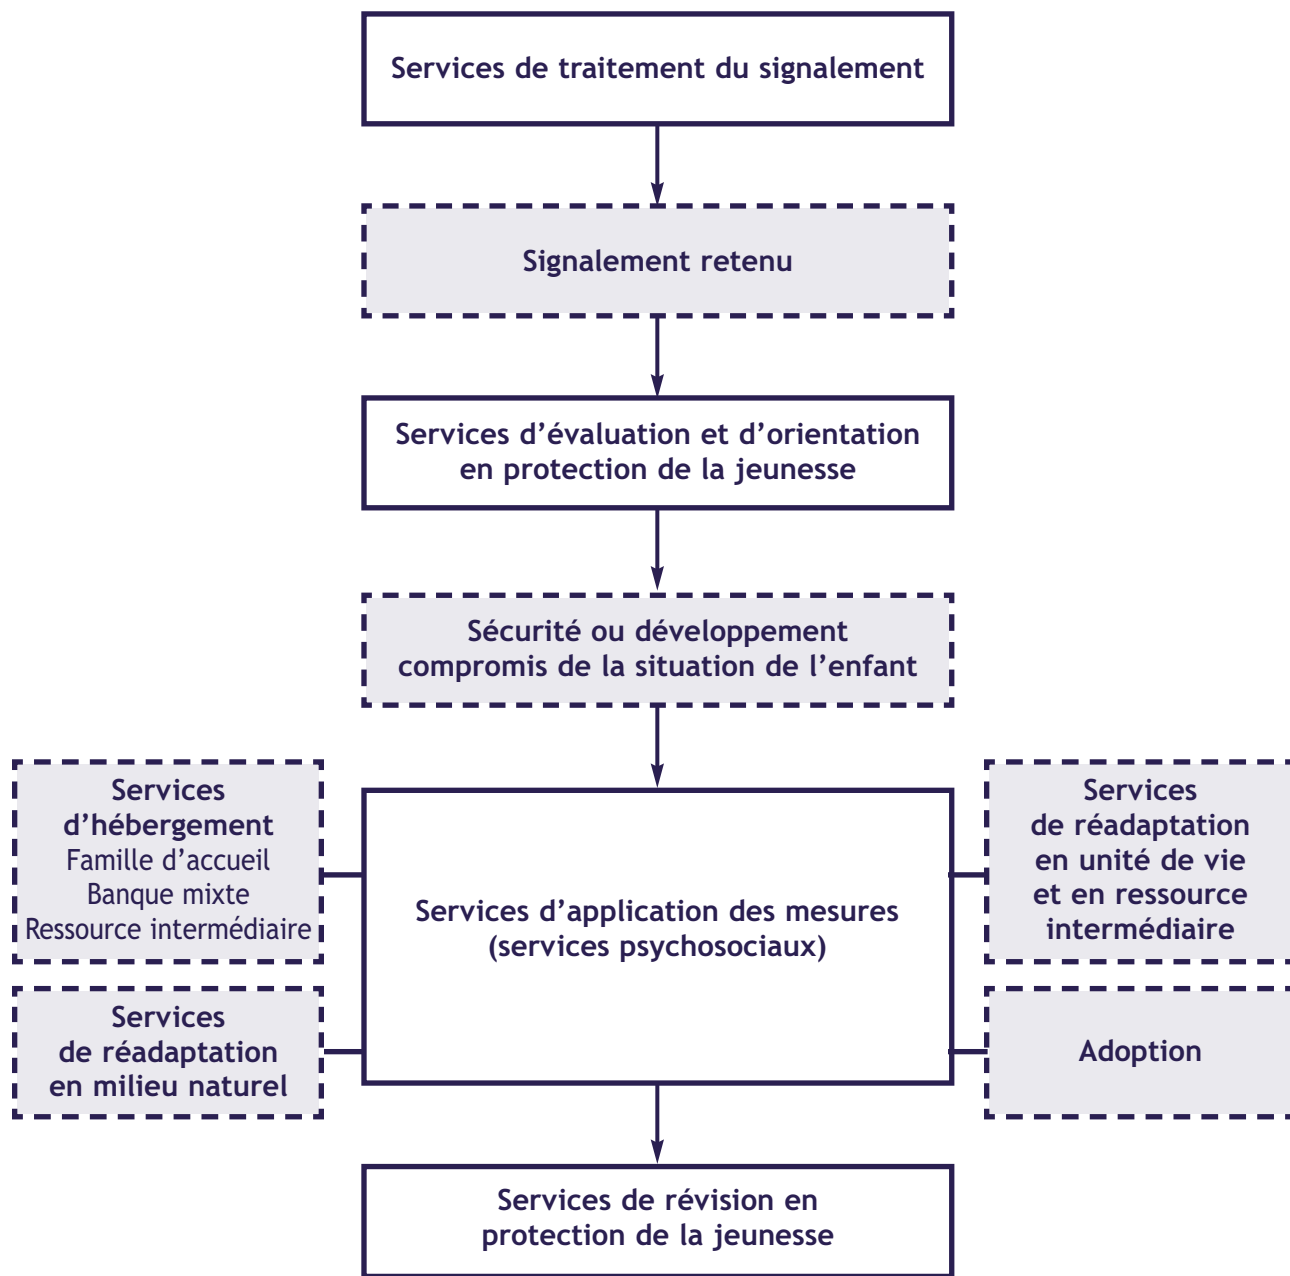 Services de traitement du signalement
Signalement retenu
Services d’évaluation et d’orientation
en protection de la jeunesse
Sécurité ou développement
compromis de la situation de l’enfant
Services
d’hébergement
Famille d’accueil
Banque mixte
Ressource intermédiaire
Services
de réadaptation
en milieu naturel
Services d’application des mesures
(services psychosociaux)
Services
de réadaptation
en unité de vie
et en ressource
intermédiaire
Adoption
Services de révision en
protection de la jeunesse